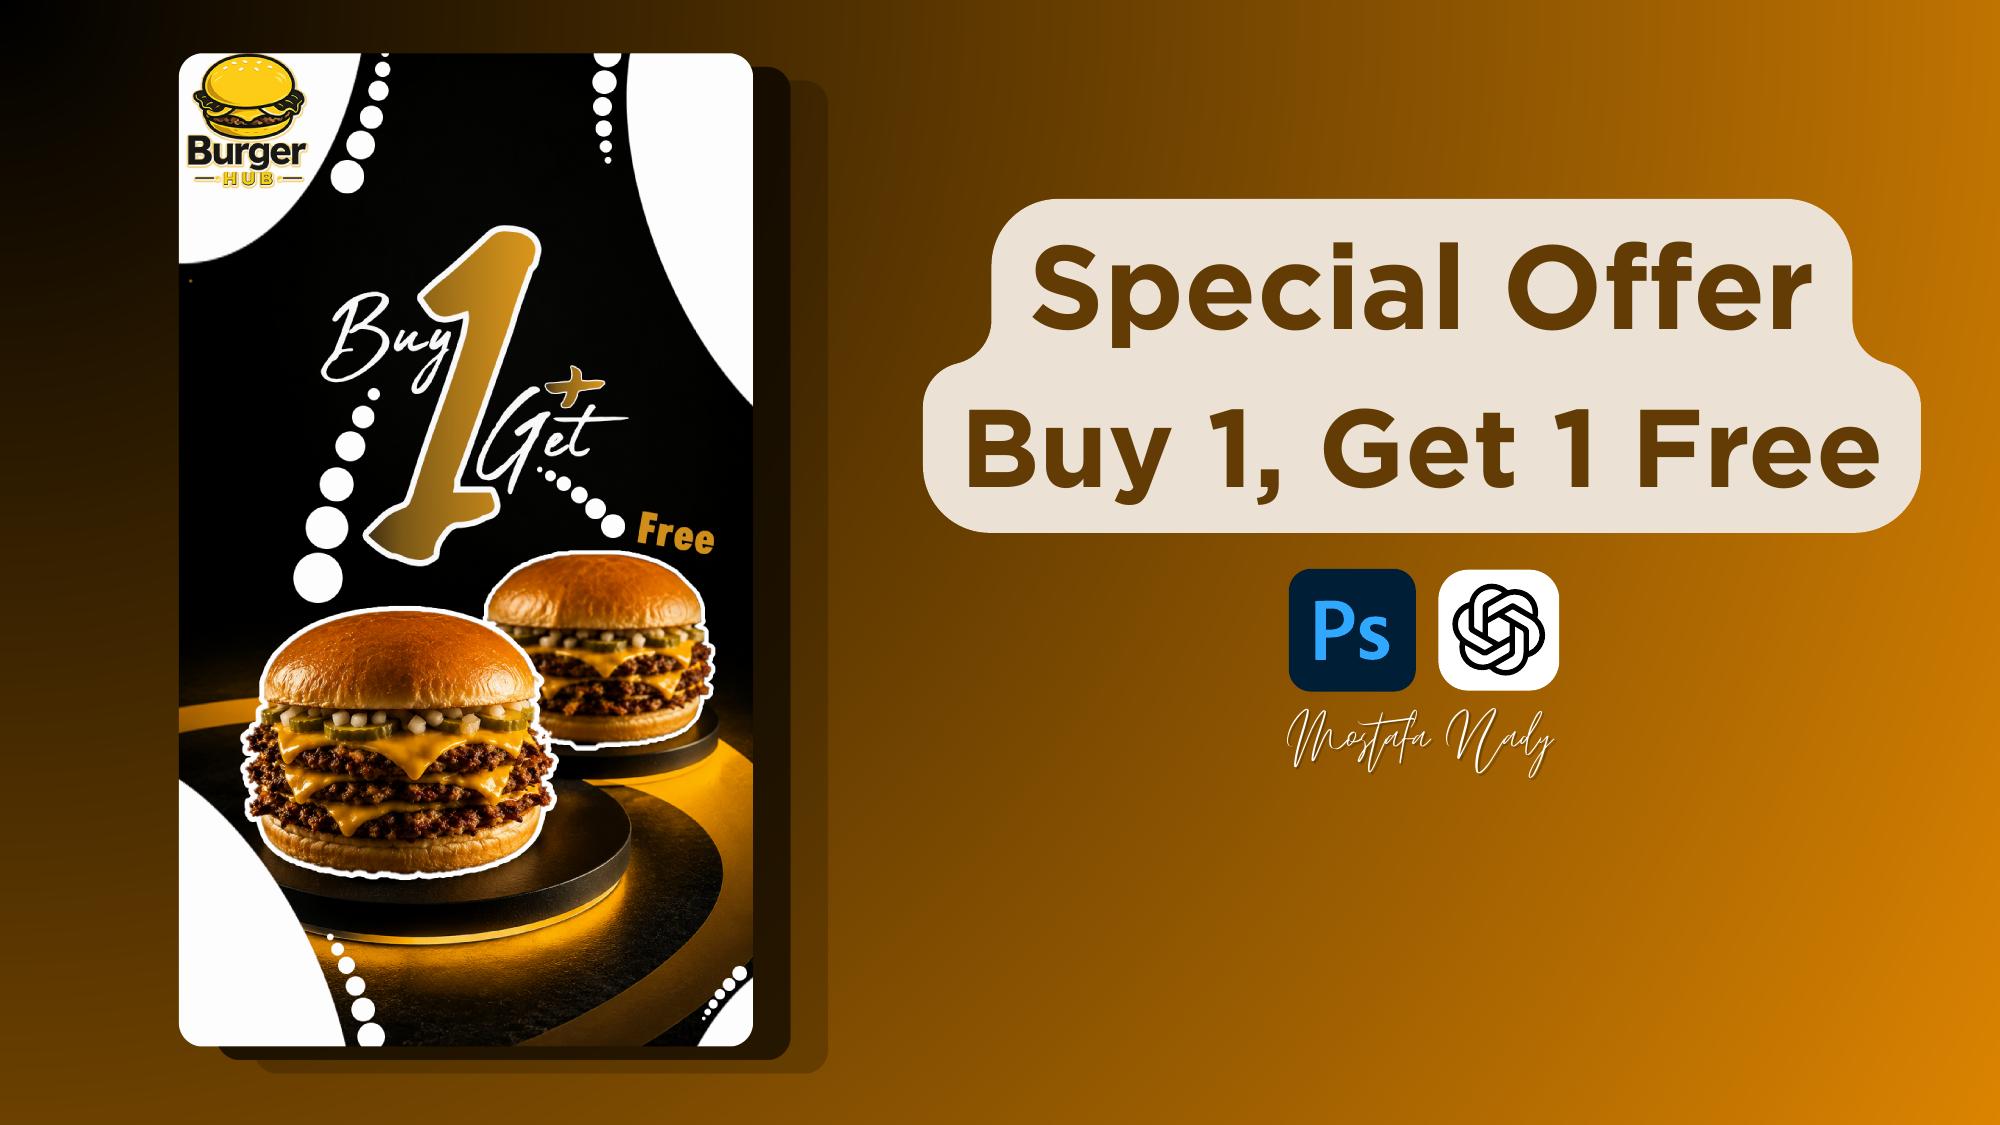 Burger
HUB
Buy
1
+
Get
Free
Special Offer
Buy 1, Get 1 Free
Ps
Mostafa Nady